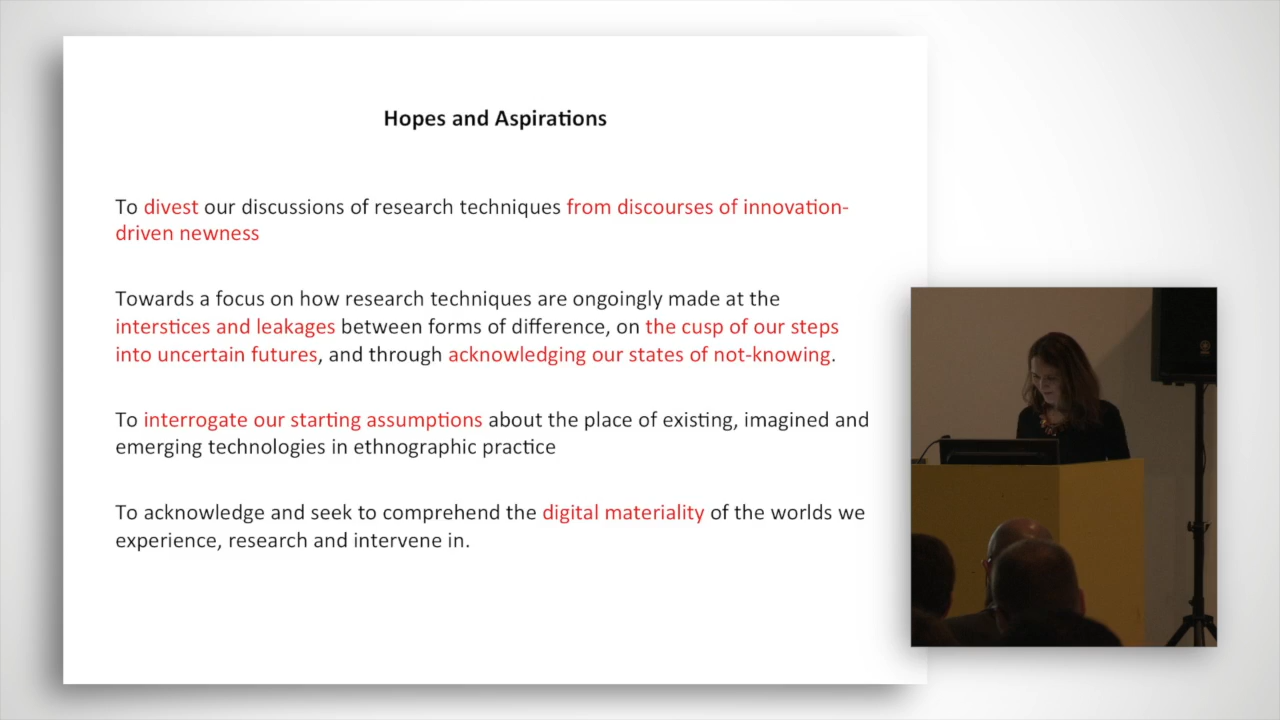 Hopes and Aspirations
To divest our discussions of research techniques from discourses of innovation-
driven newness
Towards a focus on how research techniques are ongoingly made at the
interstices and leakages between forms of difference, on the cusp of our steps
into uncertain futures, and through acknowledging our states of not-knowing.
To interrogate our starting assumptions about the place of existing, imagined and
emerging technologies in ethnographic practice
To acknowledge and seek to comprehend the digital materiality of the worlds we
experience, research and intervene in.